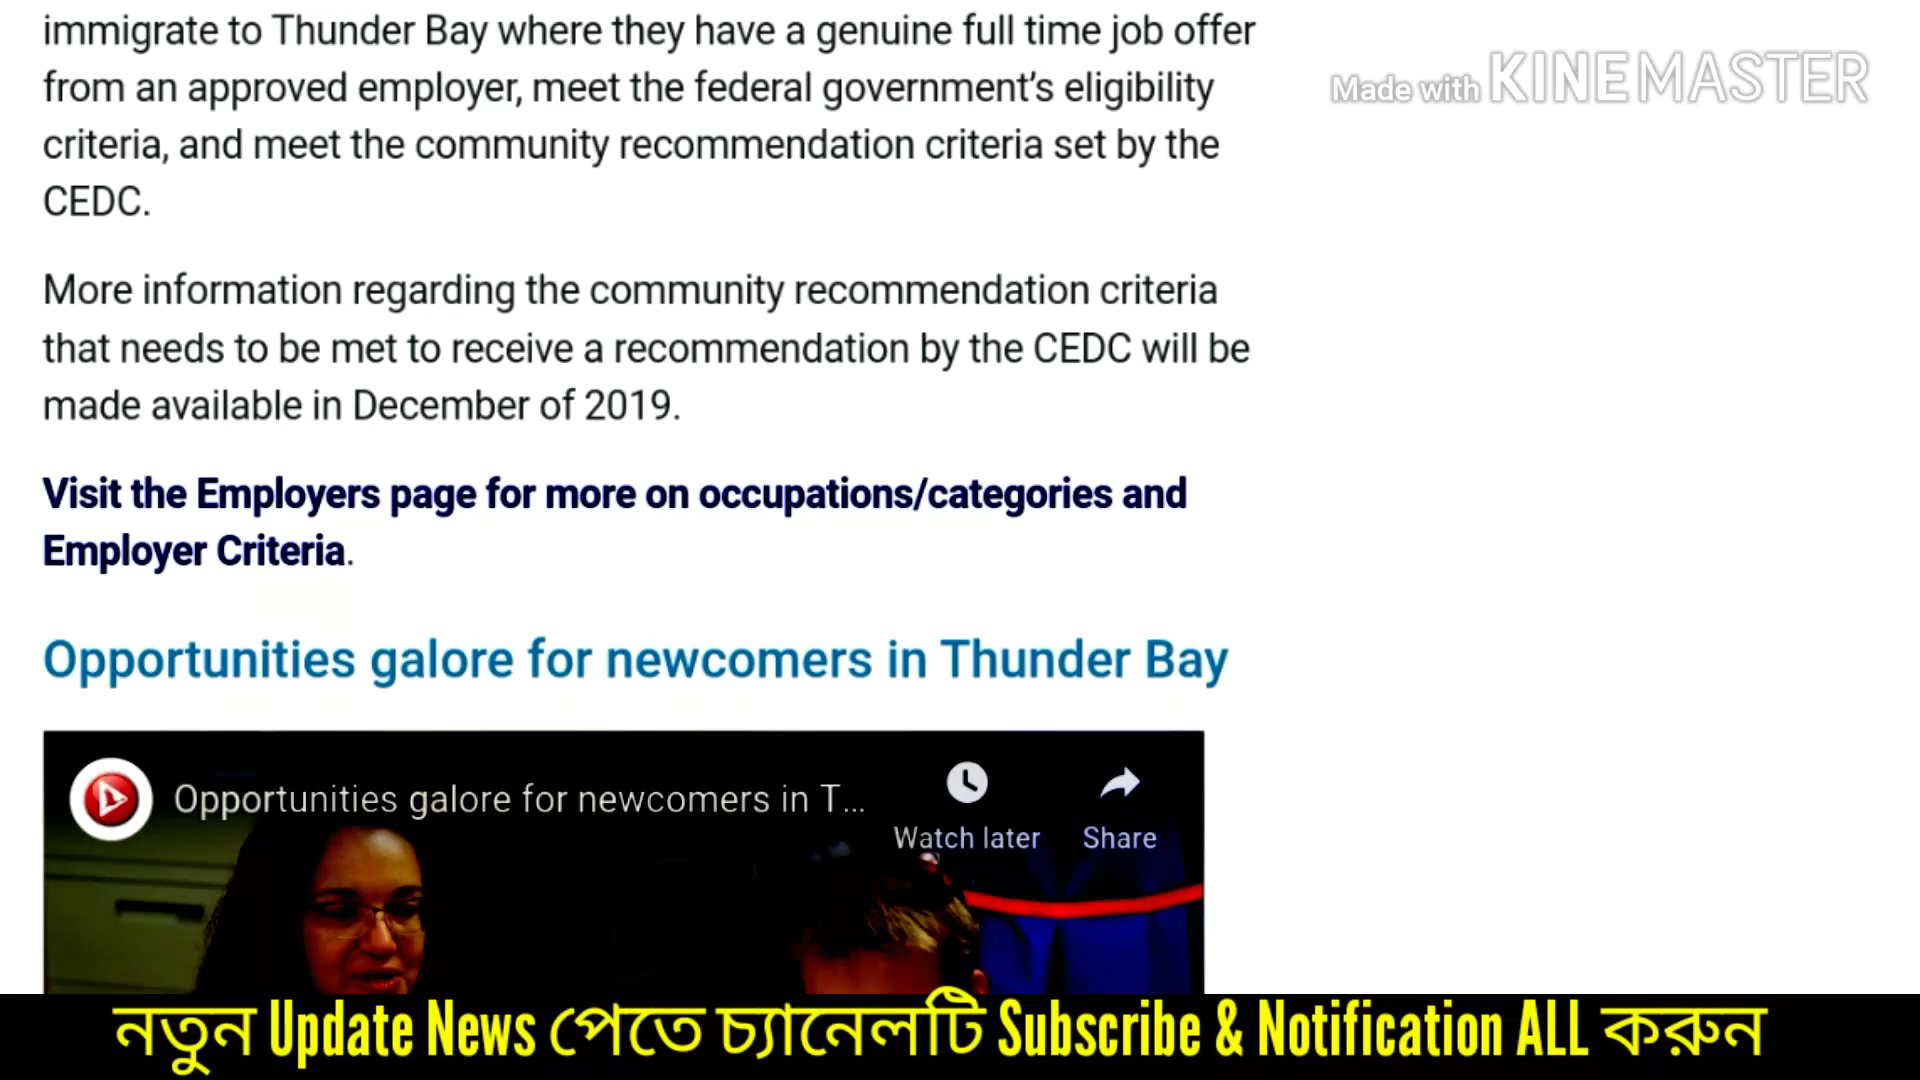 immigrate to Thunder Bay where they have a genuine full time job offer
from an approved employer, meet the federal government’s eligibility
criteria, and meet the community recommendation criteria set by the
CEDC.
Made with KINEMASTER
More information regarding the community recommendation criteria
that needs to be met to receive a recommendation by the CEDC will be
made available in December of 2019.
Visit the Employers page for more on occupations/categories and
Employer Criteria.
Opportunities galore for newcomers in Thunder Bay
Opportunities galore for newcomers in T...
Watch later
Share
নতুন Update News পেতে চ্যানেলটি Subscribe & Notification ALL করুন